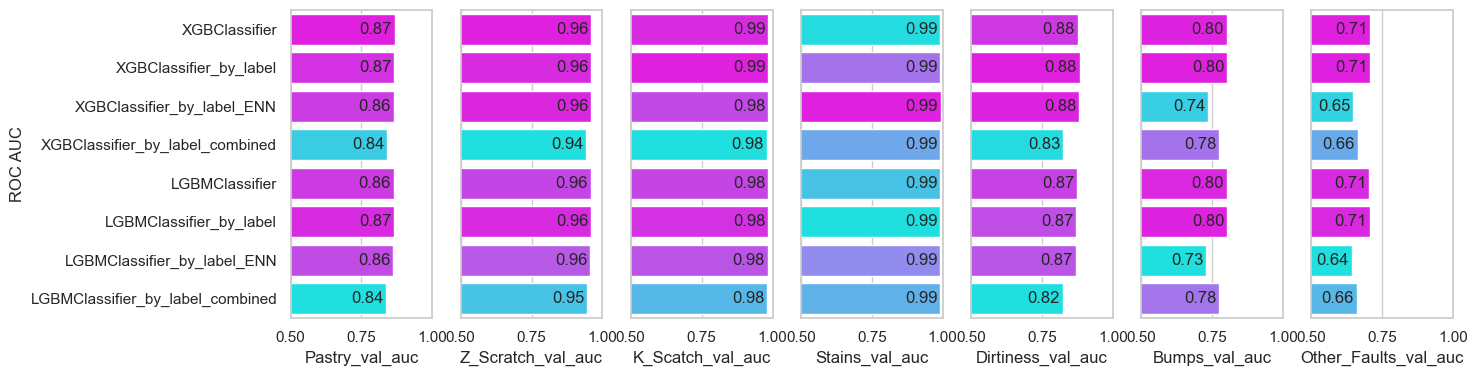 ROC AUC
XGBClassifier 0.87 0.96 0.99 0.99 0.88 0.80 0.71
XGBClassifier_by_label 0.87 0.96 0.99 0.99 0.88 0.80 0.71
XGBClassifier_by_label_ENN 0.86 0.96 0.98 0.99 0.88 0.74 0.65
XGBClassifier_by_label_combined 0.84 0.94 0.98 0.99 0.83 0.78 0.66
LGBMClassifier 0.86 0.96 0.98 0.99 0.87 0.80 0.71
LGBMClassifier_by_label 0.87 0.96 0.98 0.99 0.87 0.80 0.71
LGBMClassifier_by_label_ENN 0.86 0.96 0.98 0.99 0.87 0.73 0.64
LGBMClassifier_by_label_combined 0.84 0.95 0.98 0.99 0.82 0.78 0.66
0.50 0.75 1.00 0.50 0.75 1.00 0.50 0.75 1.00 0.50 0.75 1.00 0.50 0.75 1.00 0.50 0.75 1.00 0.50 0.75 1.00
Pastry_val_auc Z_Scratch_val_auc K_Scatch_val_auc Stains_val_auc Dirtiness_val_auc Bumps_val_auc Other_Faults_val_auc